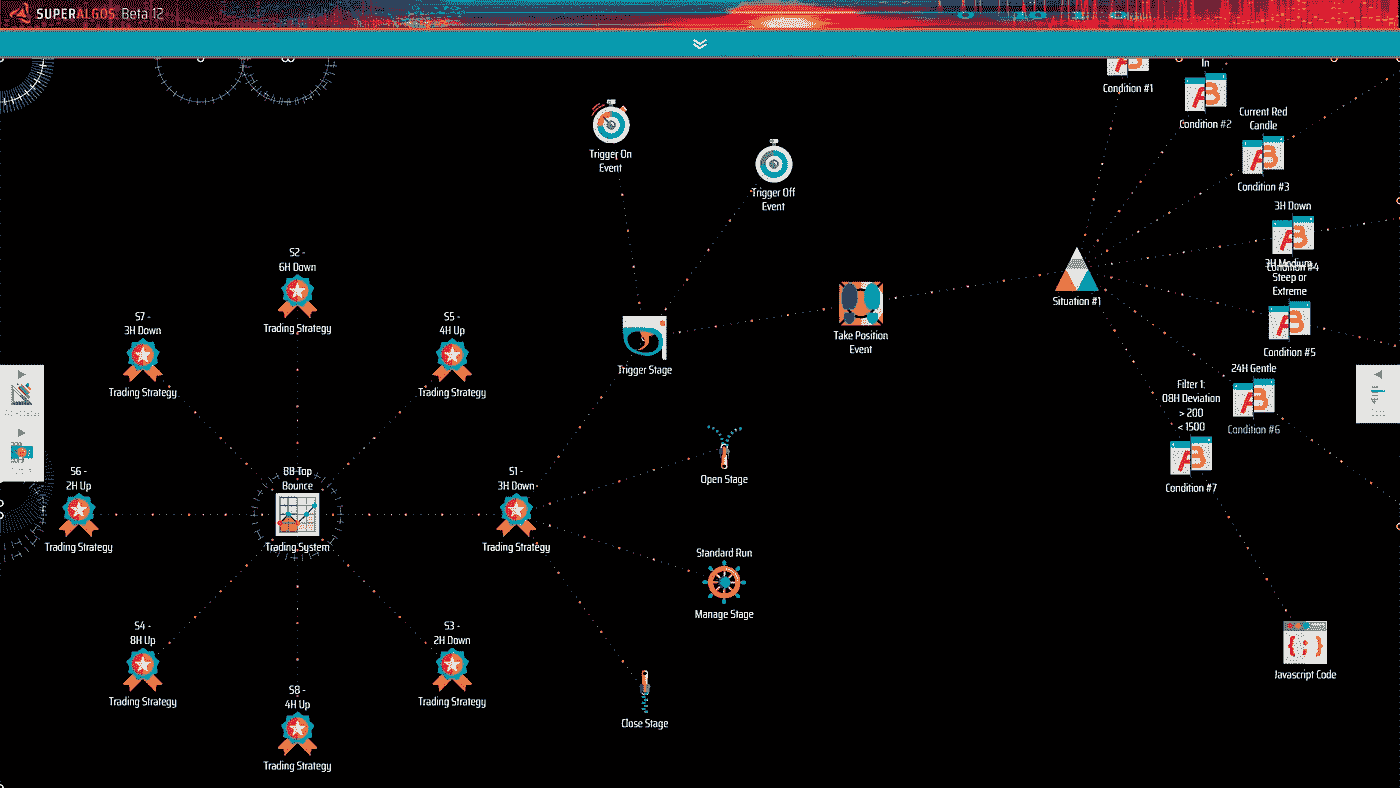 SUPERALGOS Beta 12
In
Condition #1
Condition #2
Current Red
Candle
Condition #3
3H Down
Condition #4
3H Medium
Steep or
Extreme
Condition #5
24H Gentle
Condition #6
Filter 1:
08H Deviation
> 200
< 1500
Condition #7
Trigger On
Event
Trigger Off
Event
Situation #1
Take Position
Event
Trigger Stage
S2 -
6H Down
Trading Strategy
S7 -
3H Down
Trading Strategy
S5 -
4H Up
Trading Strategy
S6 -
2H Up
Trading Strategy
BB Top
Bounce
Trading System
S1 -
3H Down
Trading Strategy
Open Stage
Standard Run
Manage Stage
S4 -
8H Up
Trading Strategy
S3 -
2H Down
Trading Strategy
S8 -
4H Up
Trading Strategy
Close Stage
Javascript Code